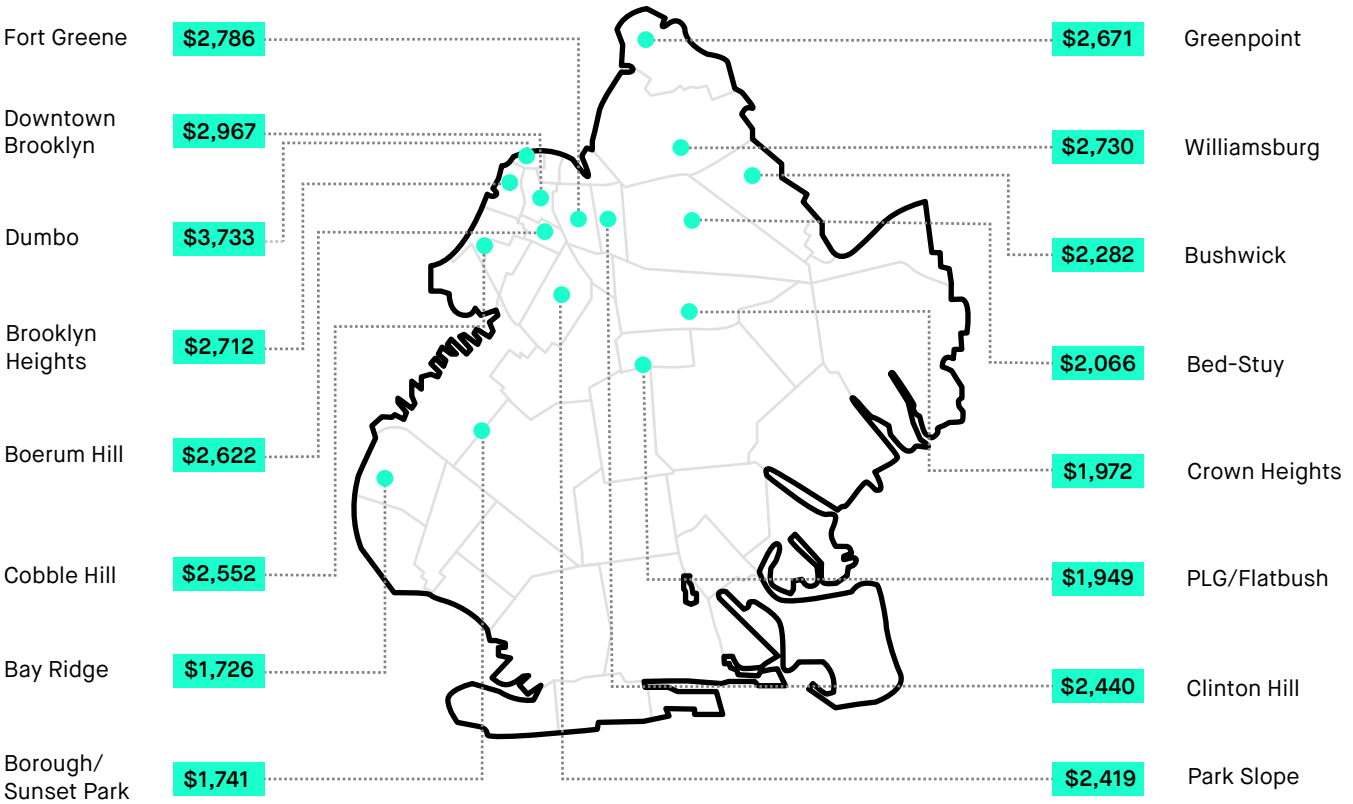 Fort Greene
$2,786
Downtown
Brooklyn
$2,967
Dumbo
$3,733
Brooklyn
Heights
$2,712
Boerum Hill
$2,622
Cobble Hill
$2,552
Bay Ridge
$1,726
Borough/
Sunset Park
$1,741
$2,671
Greenpoint
$2,730
Williamsburg
$2,282
Bushwick
$2,066
Bed-Stuy
$1,972
Crown Heights
$1,949
PLG/Flatbush
$2,440
Clinton Hill
$2,419
Park Slope